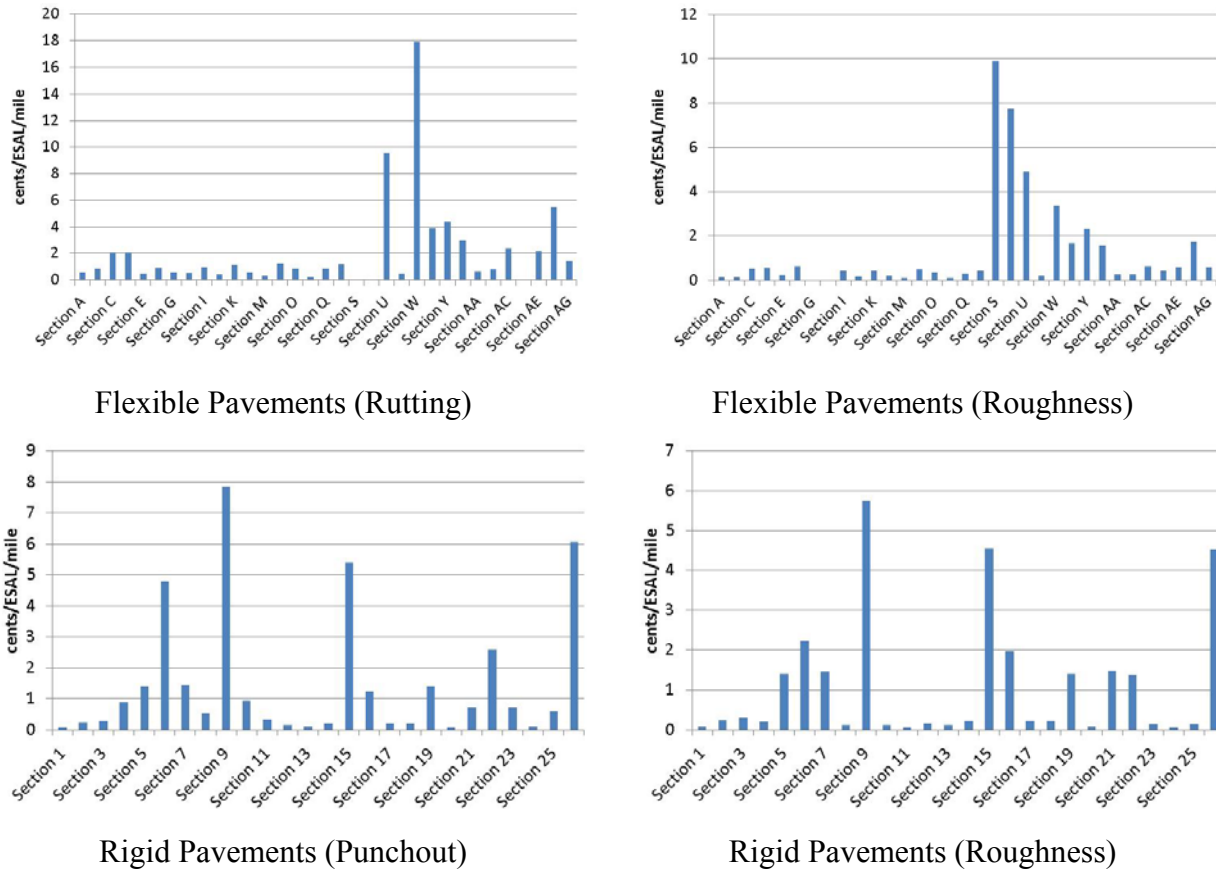 20
18
16
14
12
10
8
6
4
2
0
cents/ESAL/mile
Section A
Section C
Section E
Section G
Section I
Section K
Section M
Section O
Section Q
Section S
Section U
Section W
Section Y
Section AA
Section AC
Section AE
Section AG
Flexible Pavements (Rutting)
12
10
8
6
4
2
0
cents/ESAL/mile
Section A
Section C
Section E
Section G
Section I
Section K
Section M
Section O
Section Q
Section S
Section U
Section W
Section Y
Section AA
Section AC
Section AE
Section AG
Flexible Pavements (Roughness)
9
8
7
6
5
4
3
2
1
0
cents/ESAL/mile
Section 1
Section 3
Section 5
Section 7
Section 9
Section 11
Section 13
Section 15
Section 17
Section 19
Section 21
Section 23
Section 25
Rigid Pavements (Punchout)
7
6
5
4
3
2
1
0
cents/ESAL/mile
Section 1
Section 3
Section 5
Section 7
Section 9
Section 11
Section 13
Section 15
Section 17
Section 19
Section 21
Section 23
Section 25
Rigid Pavements (Roughness)